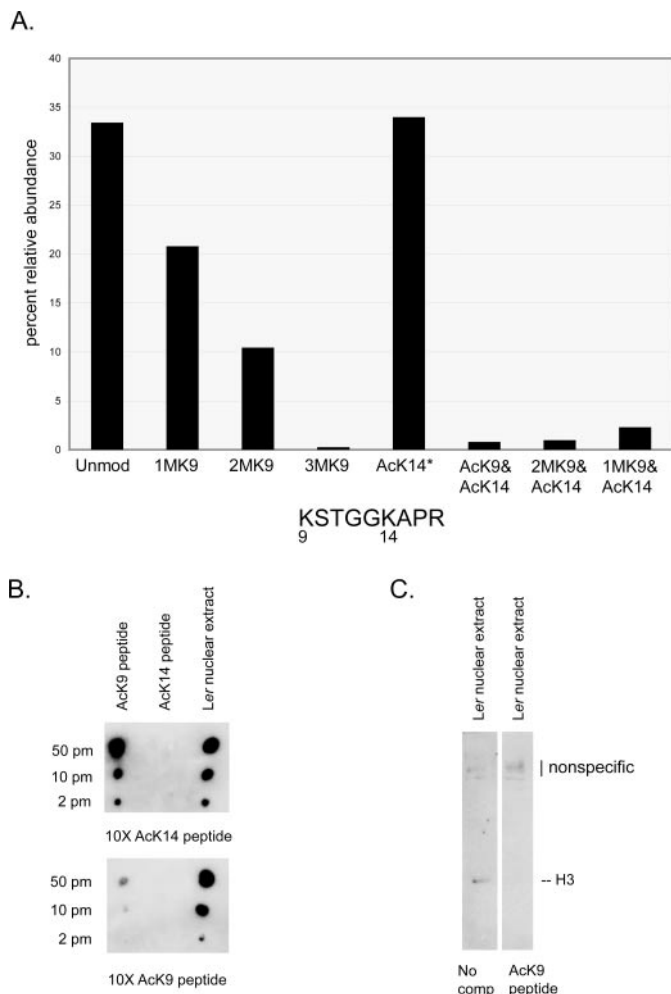 A.
percent relative abundance
40
35
30
25
20
15
10
5
0
Unmod 1MK9 2MK9 3MK9 AcK14* AcK9& 2MK9& 1MK9&
AcK14 AcK14 AcK14
KSTGGKAPR
9 14
B.
AcK9 peptide
AcK14 peptide
Ler nuclear extract
50 pm
10 pm
2 pm
10X AcK14 peptide
50 pm
10 pm
2 pm
10X AcK9 peptide
C.
Ler nuclear extract
Ler nuclear extract
| nonspecific
-- H3
No AcK9
comp peptide